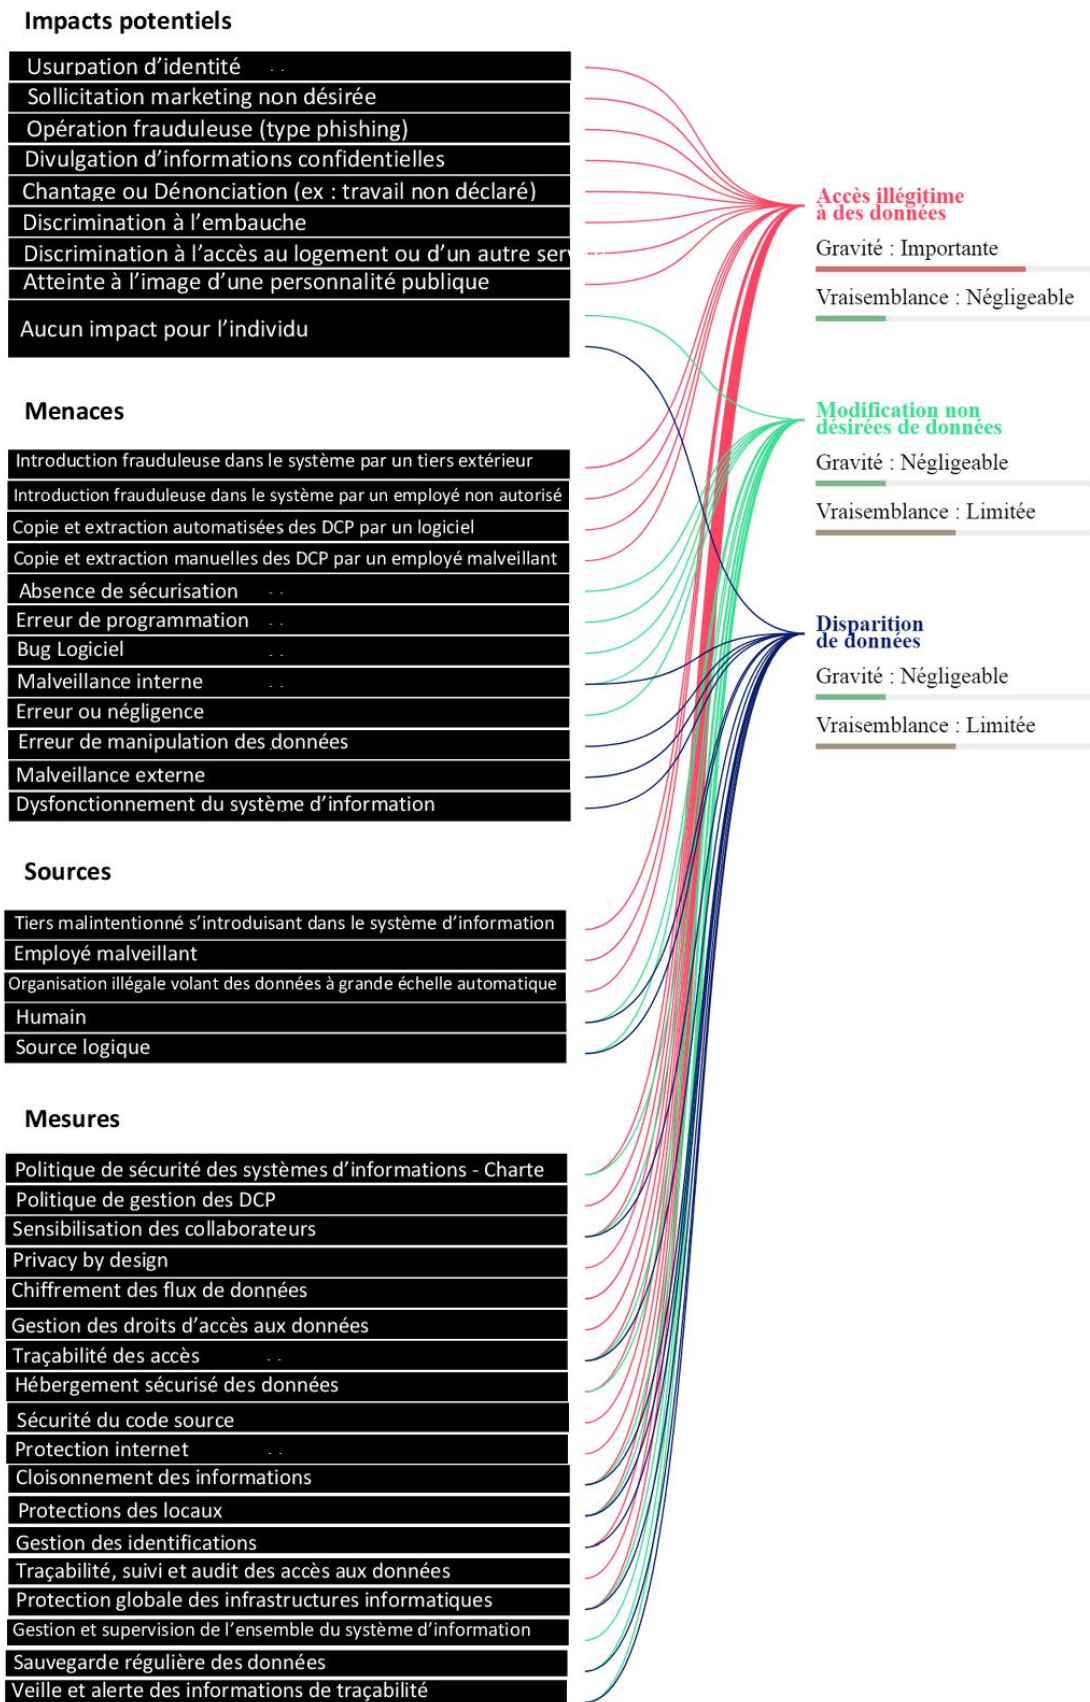 Impacts potentiels
Usurpation d’identité
Sollicitation marketing non désirée
Opération frauduleuse (type phishing)
Divulgation d’informations confidentielles
Chantage ou Dénonciation (ex : travail non déclaré)
Discrimination à l’embauche
Discrimination à l’accès au logement ou d’un autre ser
Atteinte à l’image d’une personnalité publique
Aucun impact pour l’individu
Menaces
Introduction frauduleuse dans le système par un tiers extérieur
Introduction frauduleuse dans le système par un employé non autorisé
Copie et extraction automatisées des DCP par un logiciel
Copie et extraction manuelles des DCP par un employé malveillant
Absence de sécurisation
Erreur de programmation
Bug Logiciel
Malveillance interne
Erreur ou négligence
Erreur de manipulation des données
Malveillance externe
Dysfonctionnement du système d’information
Sources
Tiers malintentionné s’introduisant dans le système d’information
Employé malveillant
Organisation illégale volant des données à grande échelle automatique
Humain
Source logique
Mesures
Politique de sécurité des systèmes d’informations - Charte
Politique de gestion des DCP
Sensibilisation des collaborateurs
Privacy by design
Chiffrement des flux de données
Gestion des droits d’accès aux données
Traçabilité des accès
Hébergement sécurisé des données
Sécurité du code source
Protection internet
Cloisonnement des informations
Protections des locaux
Gestion des identifications
Traçabilité, suivi et audit des accès aux données
Protection globale des infrastructures informatiques
Gestion et supervision de l’ensemble du système d’information
Sauvegarde régulière des données
Veille et alerte des informations de traçabilité
Accès illégitime
à des données
Gravité : Importante
Vraisemblance : Négligeable
Modification non
désirées de données
Gravité : Négligeable
Vraisemblance : Limitée
Disparition
de données
Gravité : Négligeable
Vraisemblance : Limitée